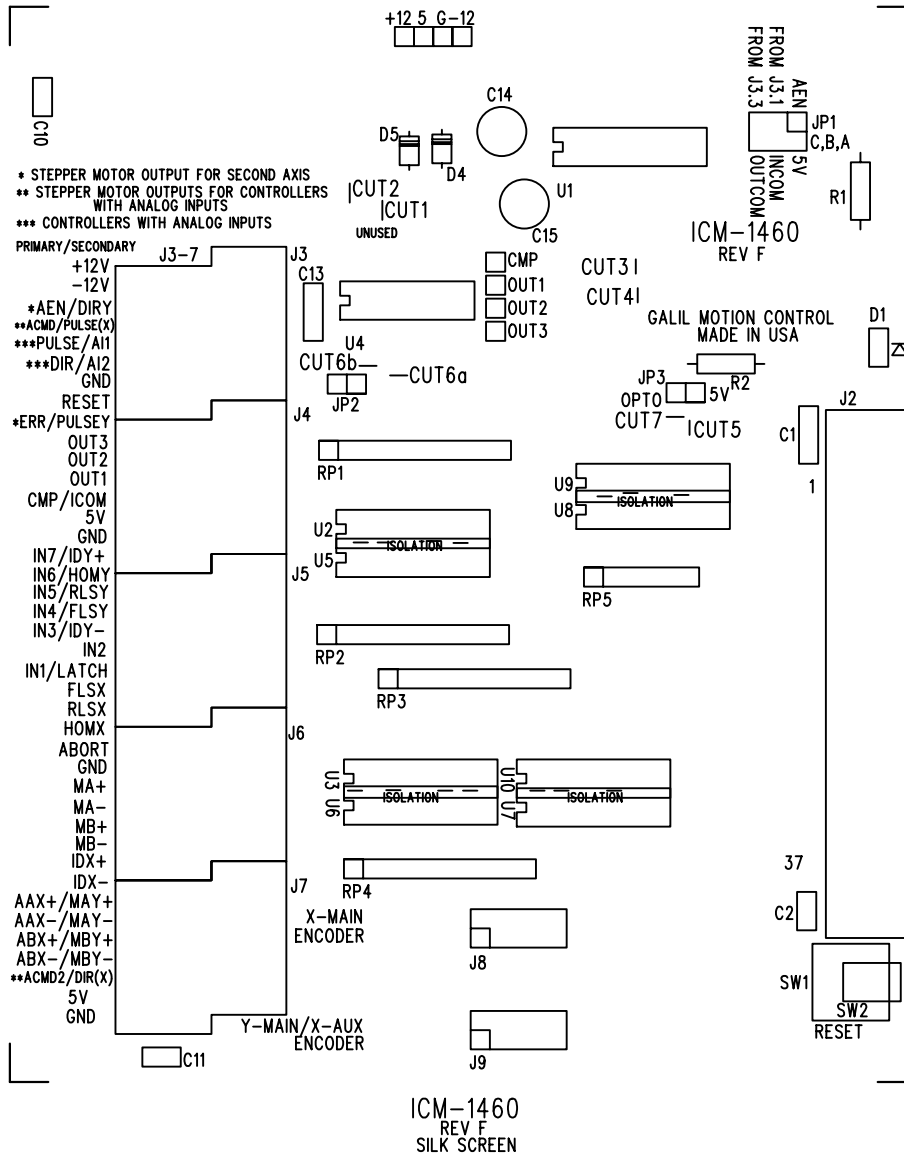 +12 5 G-12
C10
C14
D5
D4
U1
C15
FROM J3.3
FROM J3.1
AEN
JP1
C,B,A
OUTCOM
INCOM
5V
R1
* STEPPER MOTOR OUTPUT FOR SECOND AXIS
** STEPPER MOTOR OUTPUTS FOR CONTROLLERS
WITH ANALOG INPUTS
*** CONTROLLERS WITH ANALOG INPUTS
CUT2
CUT1
UNUSED
ICM-1460
REV F
PRIMARY/SECONDARY
J3-7
J3
+12V
-12V
*AEN/DIRY
**ACMD/PULSE(X)
***PULSE/AI1
***DIR/AI2
GND
RESET
*ERR/PULSEY
J4
OUT3
OUT2
OUT1
CMP/ICOM
5V
GND
IN7/IDY+
IN6/HOMY
J5
IN5/RLSY
IN4/FLSY
IN3/IDY-
IN2
IN1/LATCH
FLSX
RLSX
HOMX
J6
ABORT
GND
MA+
MA-
MB+
MB-
IDX+
IDX-
J7
AAX+/MAY+
AAX-/MAY-
ABX+/MBY+
ABX-/MBY-
**ACMD2/DIR(X)
5V
GND
C11
C13
CMP
OUT1
OUT2
OUT3
CUT3
CUT4
U4
CUT6b
CUT6a
JP2
GALIL MOTION CONTROL
MADE IN USA
D1
R2
JP3
OPTO
5V
CUT7
CUT5
J2
C1
1
RP1
U9
U8
ISOLATION
U2
U5
ISOLATION
RP5
RP2
RP3
U3
U6
ISOLATION
U10
U7
ISOLATION
RP4
37
C2
X-MAIN
ENCODER
J8
SW1
SW2
RESET
Y-MAIN/X-AUX
ENCODER
J9
ICM-1460
REV F
SILK SCREEN